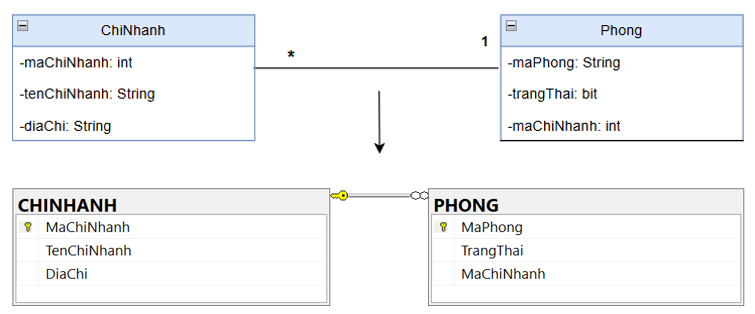 ChiNhanh
-maChiNhanh: int
-tenChiNhanh: String
-diaChi: String
*
1
Phong
-maPhong: String
-trangThai: bit
-maChiNhanh: int
CHINHANH
MaChiNhanh
TenChiNhanh
DiaChi
PHONG
MaPhong
TrangThai
MaChiNhanh